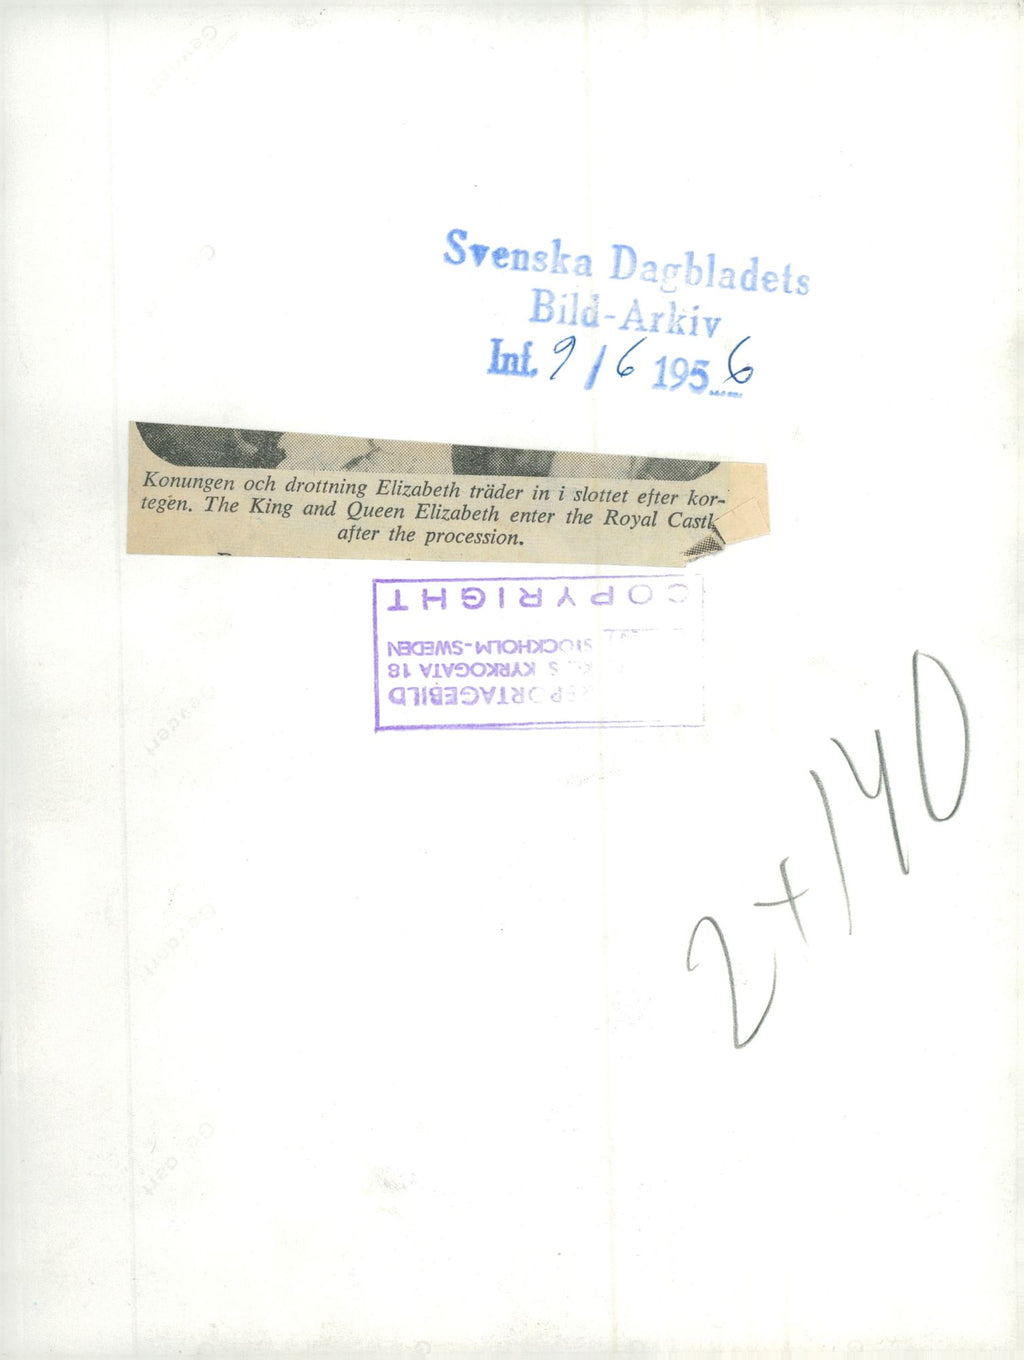 Svenska Dagbladets
Bild-Arkiv
Inf. 9/6 1956
Konungen och drottning Elizabeth träder in i slottet efter kor-
tegen. The King and Queen Elizabeth enter the Royal Castl
after the procession.
REPORTAGEBILD
S KYRKOGATA 18
STOCKHOLM-SWEDEN
COPYRIGHT
2+140